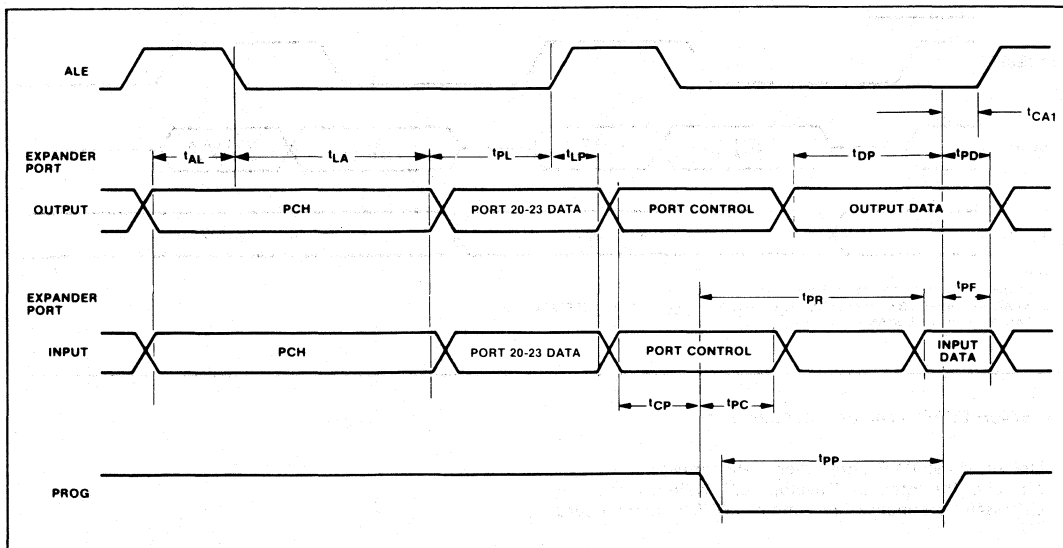 ALE
tCA1
EXPANDER
PORT
tAL
tLA
tPL
tLP
tDP
tPD
OUTPUT
PCH
PORT 20-23 DATA
PORT CONTROL
OUTPUT DATA
EXPANDER
PORT
tPR
tPF
INPUT
PCH
PORT 20-23 DATA
PORT CONTROL
INPUT
DATA
tCP
tPC
tPP
PROG